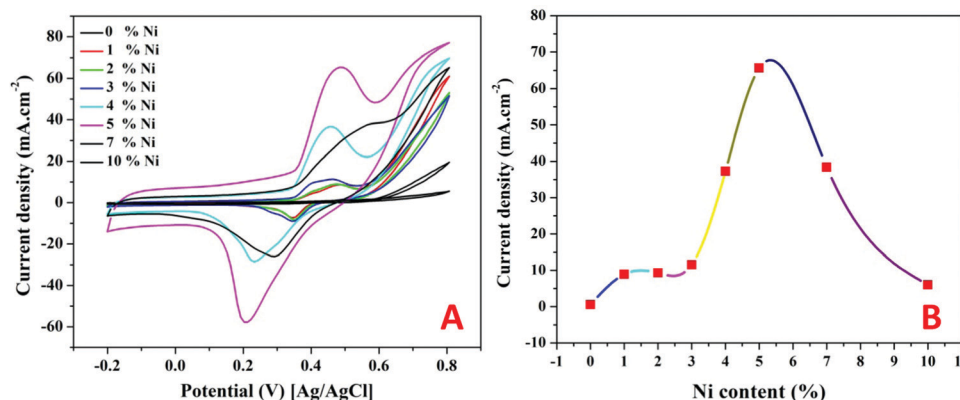 80
60
40
20
0
-20
-40
-60
-0.2
0.0
0.2
0.4
0.6
0.8
Current density (mA.cm-2)
Potential (V) [Ag/AgCl]
0 % Ni
1 % Ni
2 % Ni
3 % Ni
4 % Ni
5 % Ni
7 % Ni
10 % Ni
A
80
70
60
50
40
30
20
10
0
-10
-1
0
1
2
3
4
5
6
7
8
9
10
Current density (mA.cm-2)
Ni content (%)
B